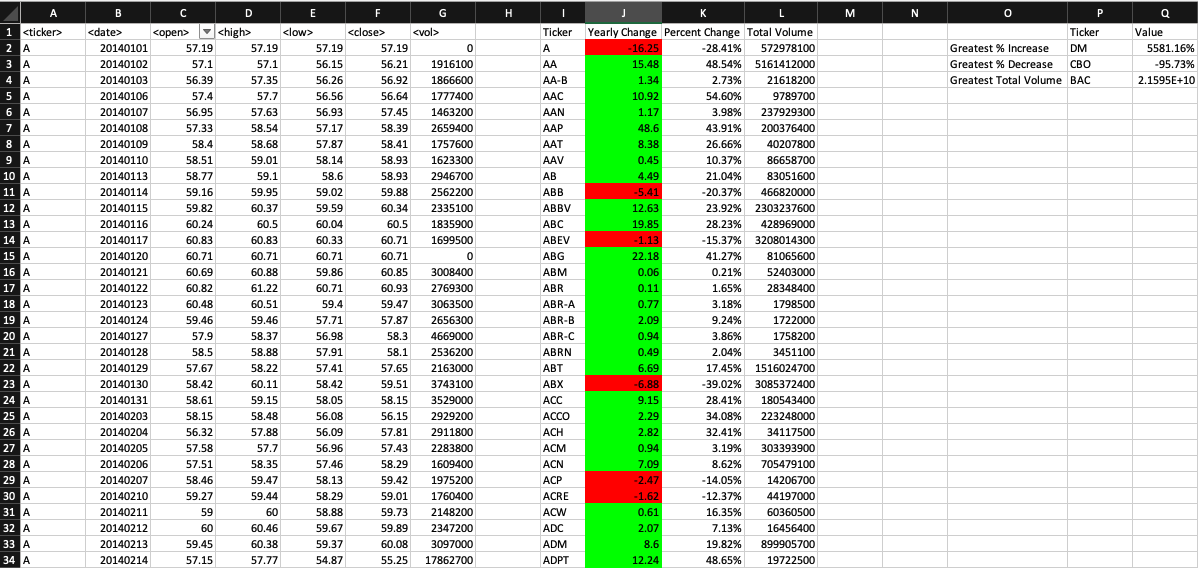 A B C D E F G H I J K L M N O P Q
1 <ticker> <date> <open> <high> <low> <close> <vol> Ticker Yearly Change Percent Change Total Volume Ticker Value
2 A 20140101 57.19 57.19 57.19 57.19 0 A -16.25 -28.41% 572978100 Greatest % Increase DM 5581.16%
3 A 20140102 57.1 57.1 56.15 56.21 1916100 AA 15.48 48.54% 5161412000 Greatest % Decrease CBO -95.73%
4 A 20140103 56.39 57.35 56.26 56.92 1866600 AA-B 1.34 2.73% 21618200 Greatest Total Volume BAC 2.1595E+10
5 A 20140106 57.4 57.7 56.56 56.64 1777400 AAC 10.92 54.60% 9789700
6 A 20140107 56.95 57.63 56.93 57.45 1463200 AAN 1.17 3.98% 237929300
7 A 20140108 57.33 58.54 57.17 58.39 2659400 AAP 48.6 43.91% 200376400
8 A 20140109 58.4 58.68 57.87 58.41 1757600 AAT 8.38 26.66% 40207800
9 A 20140110 58.51 59.01 58.14 58.93 1623300 AAV 0.45 10.37% 86658700
10 A 20140113 58.77 59.1 58.6 58.93 2946700 AB 4.49 21.04% 83051600
11 A 20140114 59.16 59.95 59.02 59.88 2562200 ABB -5.41 -20.37% 466820000
12 A 20140115 59.82 60.37 59.59 60.34 2335100 ABBV 12.63 23.92% 2303237600
13 A 20140116 60.24 60.5 60.04 60.5 1835900 ABC 19.85 28.23% 428969000
14 A 20140117 60.83 60.83 60.33 60.71 1699500 ABEV -1.13 -15.37% 3208014300
15 A 20140120 60.71 60.71 60.71 60.71 0 ABG 22.18 41.27% 81065600
16 A 20140121 60.69 60.88 59.86 60.85 3008400 ABM 0.06 0.21% 52403000
17 A 20140122 60.82 61.22 60.71 60.93 2769300 ABR 0.11 1.65% 28348400
18 A 20140123 60.48 60.51 59.4 59.47 3063500 ABR-A 0.77 3.18% 1798500
19 A 20140124 59.46 59.46 57.71 57.87 2656300 ABR-B 2.09 9.24% 1722000
20 A 20140127 57.9 58.37 56.98 58.3 4669000 ABR-C 0.94 3.86% 1758200
21 A 20140128 58.5 58.88 57.91 58.1 2536200 ABRN 0.49 2.04% 3451100
22 A 20140129 57.67 58.22 57.41 57.65 2163000 ABT 6.69 17.45% 1516024700
23 A 20140130 58.42 60.11 58.42 59.51 3743100 ABX -6.88 -39.02% 3085372400
24 A 20140131 58.61 59.15 58.05 58.15 3529000 ACC 9.15 28.41% 180543400
25 A 20140203 58.15 58.48 56.08 56.15 2929200 ACCO 2.29 34.08% 223248000
26 A 20140204 56.32 57.88 56.09 57.81 2911800 ACH 2.82 32.41% 34117500
27 A 20140205 57.58 57.7 56.96 57.43 2283800 ACM 0.94 3.19% 303393900
28 A 20140206 57.51 58.35 57.46 58.29 1609400 ACN 7.09 8.62% 705479100
29 A 20140207 58.46 59.47 58.13 59.42 1975200 ACP -2.47 -14.05% 14206700
30 A 20140210 59.27 59.44 58.29 59.01 1760400 ACRE -1.62 -12.37% 44197000
31 A 20140211 59 60 58.88 59.73 2148200 ACW 0.61 16.35% 60360500
32 A 20140212 60 60.46 59.67 59.89 2347200 ADC 2.07 7.13% 16456400
33 A 20140213 59.45 60.38 59.37 60.08 3097000 ADM 8.6 19.82% 899905700
34 A 20140214 57.15 57.77 54.87 55.25 17862700 ADPT 12.24 48.65% 19722500